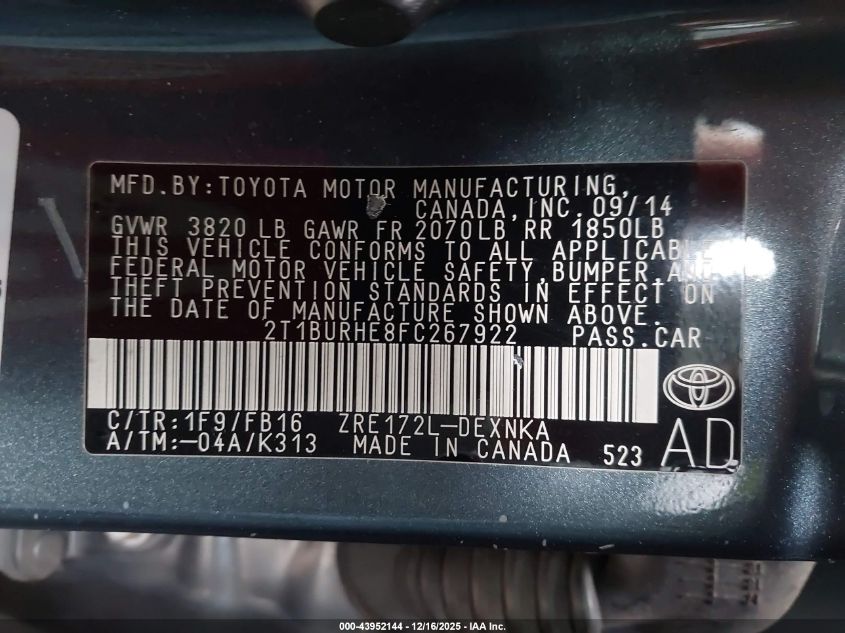 MFD.BY:TOYOTA MOTOR MANUFACTURING,
CANADA,INC. 09/14
GVWR 3820 LB GAWR FR 2070LB RR 1850LB
THIS VEHICLE CONFORMS TO ALL APPLICABLE
FEDERAL MOTOR VEHICLE SAFETY,BUMPER,AND
THEFT PREVENTION STANDARDS IN EFFECT ON
THE DATE OF MANUFACTURE SHOWN ABOVE.
2T1BURHE8FC267922 PASS.CAR
C/TR:1F9/FB16 ZRE172L-DEXNKA
A/TM:-04A/K313 MADE IN CANADA 523
AD
000-43952144 - 12/16/2025 - IAA Inc.